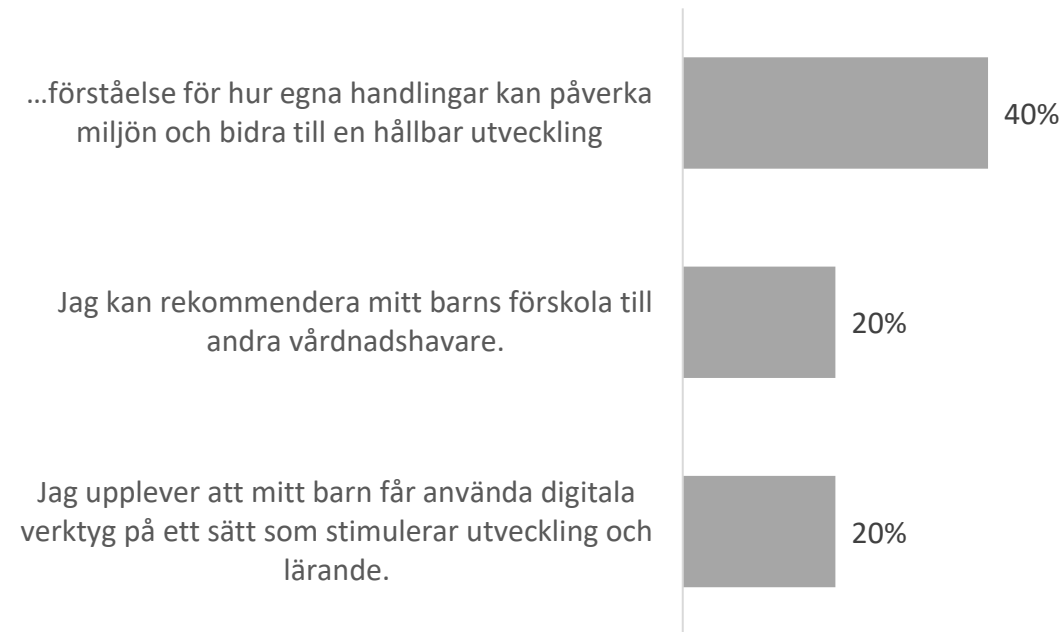 …förståelse för hur egna handlingar kan påverka
miljön och bidra till en hållbar utveckling
40%
Jag kan rekommendera mitt barns förskola till
andra vårdnadshavare.
20%
Jag upplever att mitt barn får använda digitala
verktyg på ett sätt som stimulerar utveckling och
lärande.
20%